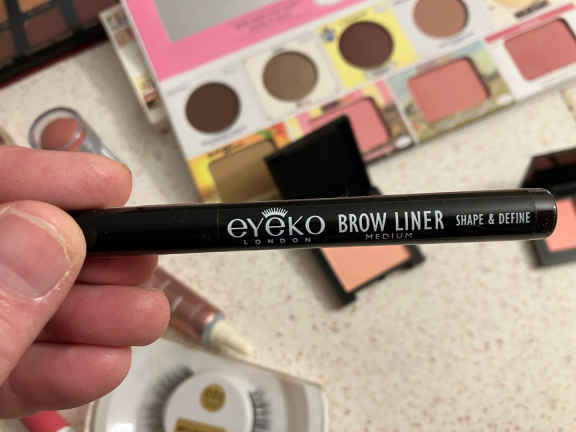 eyeko
LONDON
BROW LINER
MEDIUM
SHAPE & DEFINE